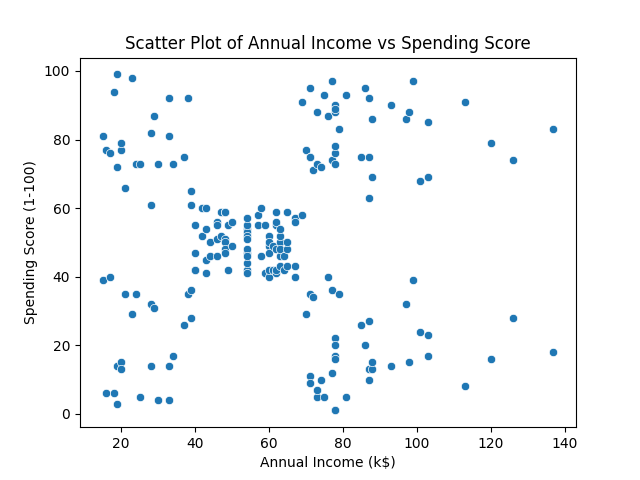 Scatter Plot of Annual Income vs Spending Score
100
80
60
40
20
0
Spending Score (1-100)
20 40 60 80 100 120 140
Annual Income (k$)